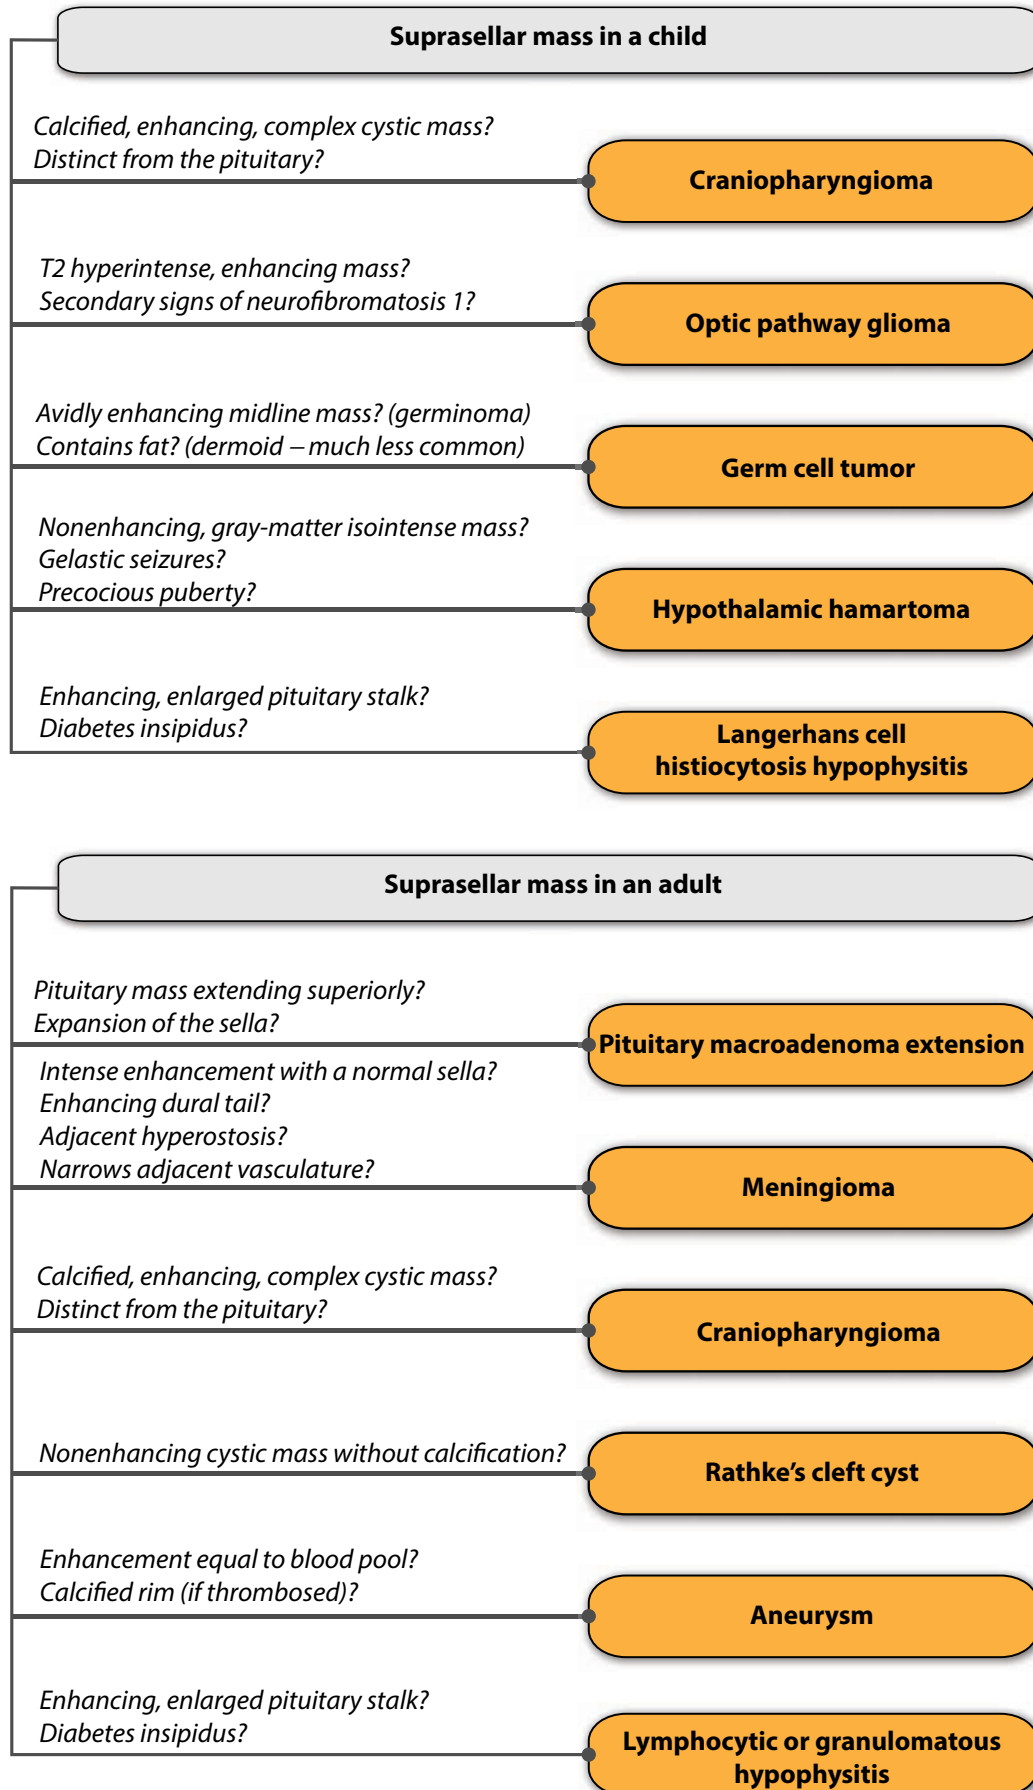 Suprasellar mass in a child
Calcified, enhancing, complex cystic mass?
Distinct from the pituitary?
Craniopharyngioma
T2 hyperintense, enhancing mass?
Secondary signs of neurofibromatosis 1?
Optic pathway glioma
Avidly enhancing midline mass? (germinoma)
Contains fat? (dermoid – much less common)
Germ cell tumor
Nonenhancing, gray-matter isointense mass?
Gelastic seizures?
Precocious puberty?
Hypothalamic hamartoma
Enhancing, enlarged pituitary stalk?
Diabetes insipidus?
Langerhans cell
histiocytosis hypophysitis
Suprasellar mass in an adult
Pituitary mass extending superiorly?
Expansion of the sella?
Pituitary macroadenoma extension
Intense enhancement with a normal sella?
Enhancing dural tail?
Adjacent hyperostosis?
Narrows adjacent vasculature?
Meningioma
Calcified, enhancing, complex cystic mass?
Distinct from the pituitary?
Craniopharyngioma
Nonenhancing cystic mass without calcification?
Rathke’s cleft cyst
Enhancement equal to blood pool?
Calcified rim (if thrombosed)?
Aneurysm
Enhancing, enlarged pituitary stalk?
Diabetes insipidus?
Lymphocytic or granulomatous
hypophysitis